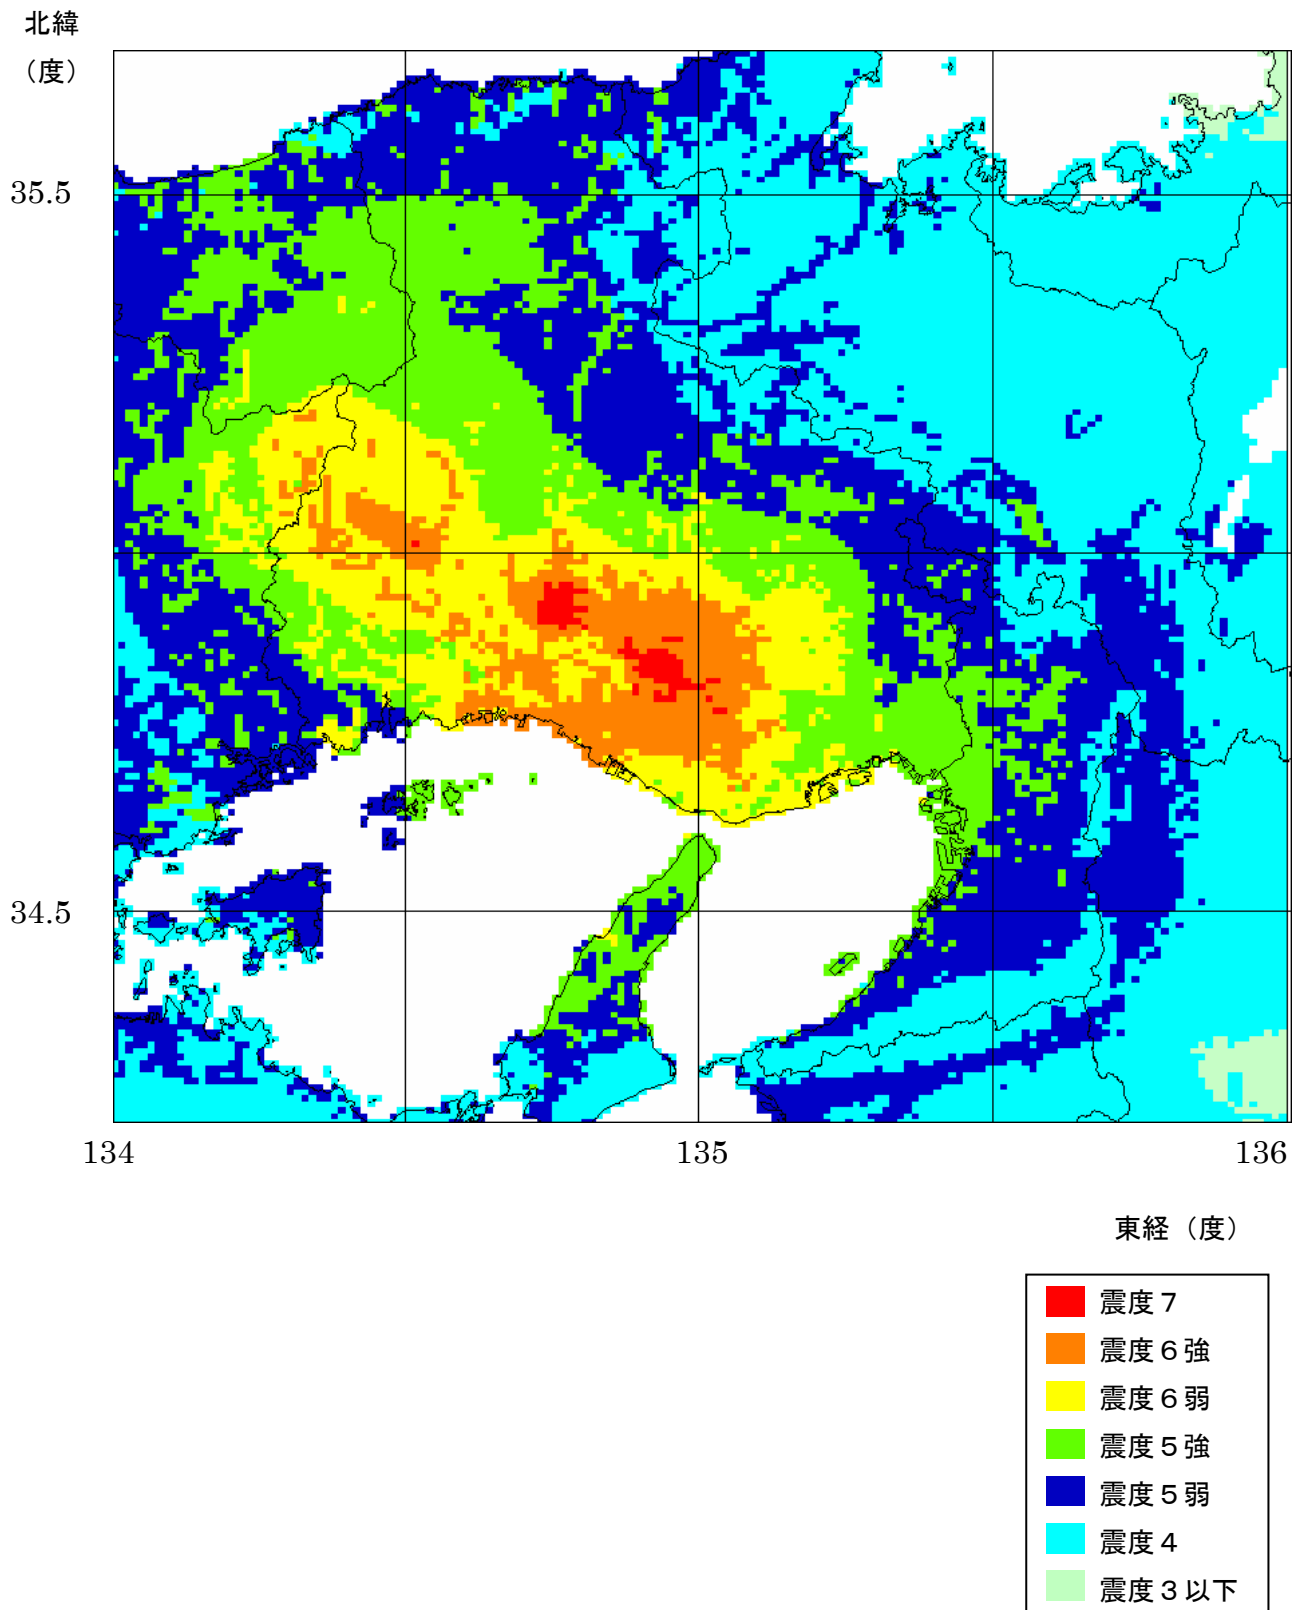 北緯
（度）
35.5
34.5
134
135
136
東経（度）
震度７
震度６強
震度６弱
震度５強
震度５弱
震度４
震度３以下